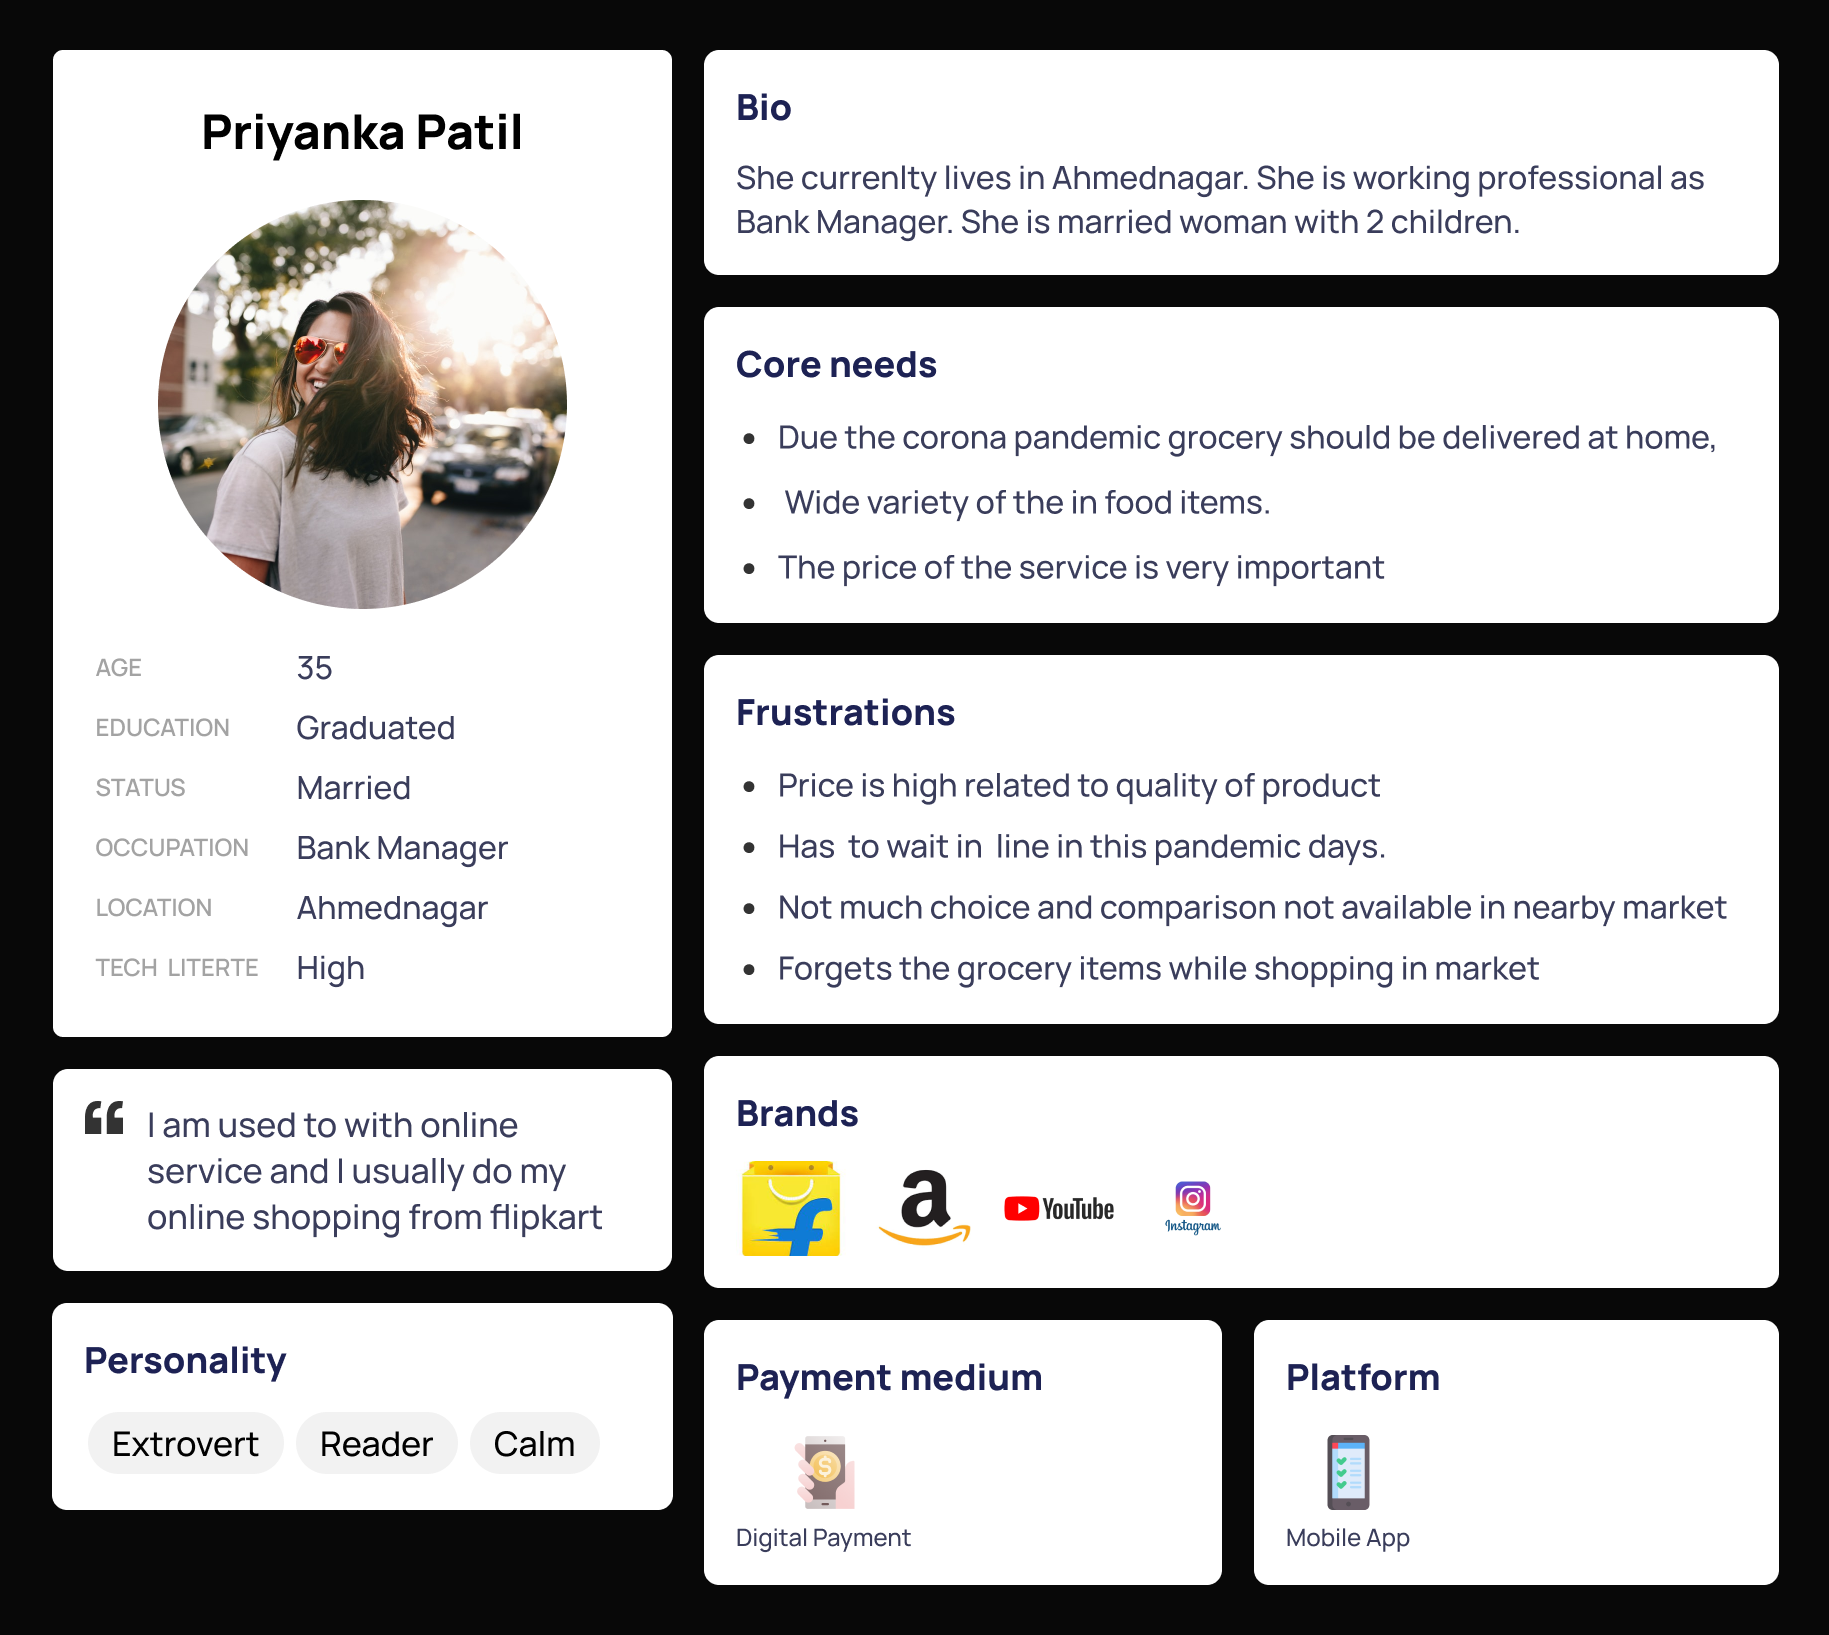 Priyanka Patil
AGE 35
EDUCATION Graduated
STATUS Married
OCCUPATION Bank Manager
LOCATION Ahmednagar
TECH LITERTE High
“ I am used to with online
service and I usually do my
online shopping from flipkart
Personality
Extrovert Reader Calm
Bio
She currenlty lives in Ahmednagar. She is working professional as
Bank Manager. She is married woman with 2 children.
Core needs
• Due the corona pandemic grocery should be delivered at home,
• Wide variety of the in food items.
• The price of the service is very important
Frustrations
• Price is high related to quality of product
• Has to wait in line in this pandemic days.
• Not much choice and comparison not available in nearby market
• Forgets the grocery items while shopping in market
Brands
f a YouTube Instagram
Payment medium
$
Digital Payment
Platform
Mobile App